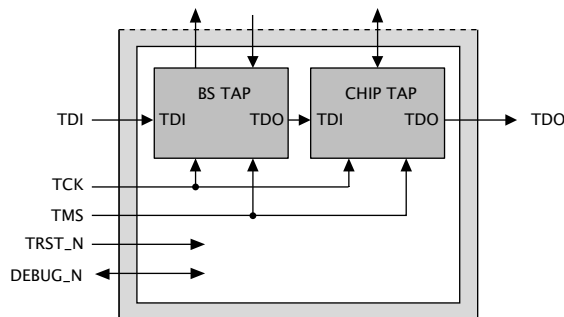 BS TAP
CHIP TAP
TDI TDI TDO TDI TDO TDO
TCK
TMS
TRST_N
DEBUG_N